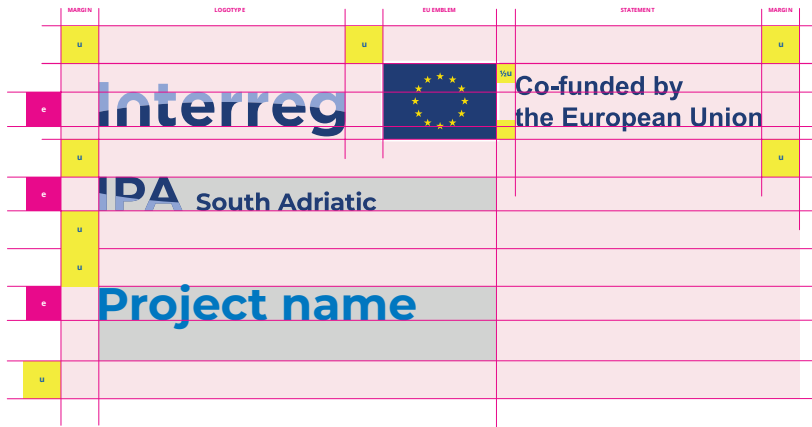 MARGIN LOGOTYPE EU EMBLEM STATEMENT MARGIN
u u u
½u
Interreg Co-funded by
e the European Union
u u
e IPA South Adriatic
u
u
e Project name
u